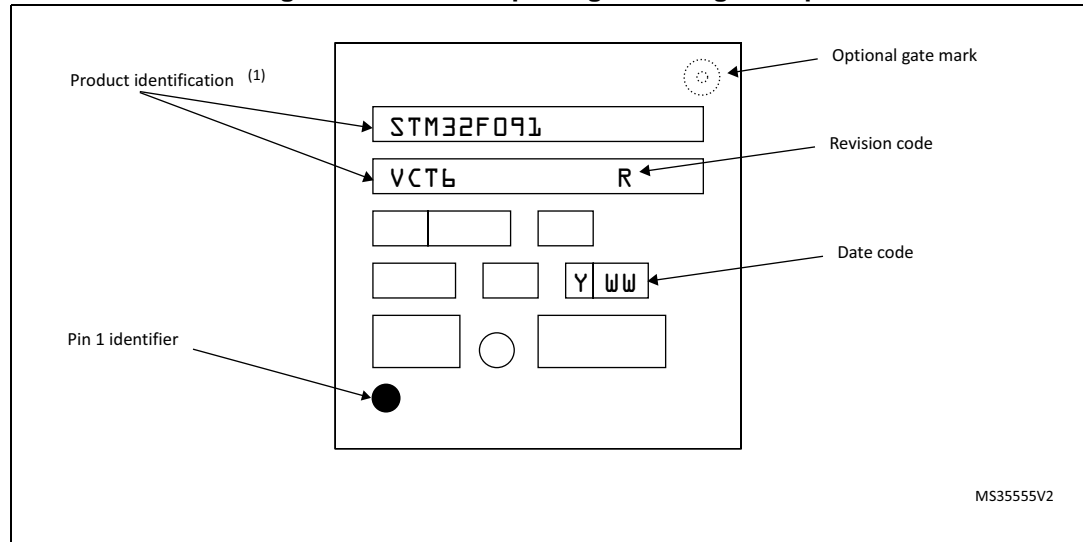 Optional gate mark
Product identification (1)
STM32F091
Revision code
VCT6 R
Date code
Y WW
Pin 1 identifier
MS35555V2